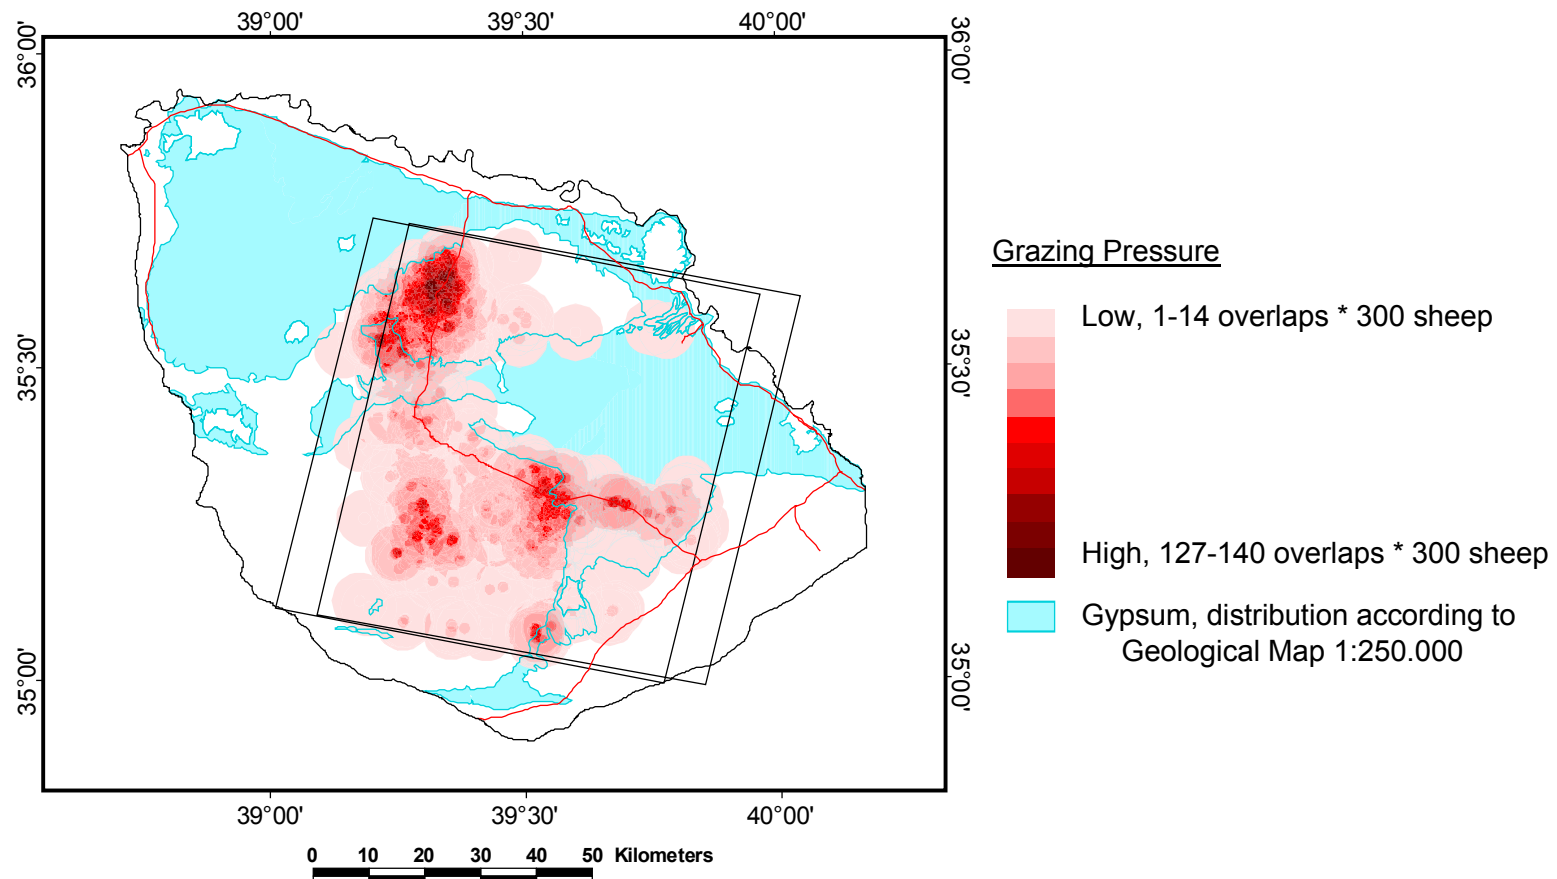 39°00' 39°30' 40°00'
36°00' 36°00'
Grazing Pressure
Low, 1-14 overlaps * 300 sheep
35°30' 35°30'
High, 127-140 overlaps * 300 sheep
Gypsum, distribution according to
Geological Map 1:250.000
35°00' 35°00'
39°00' 39°30' 40°00'
0 10 20 30 40 50 Kilometers